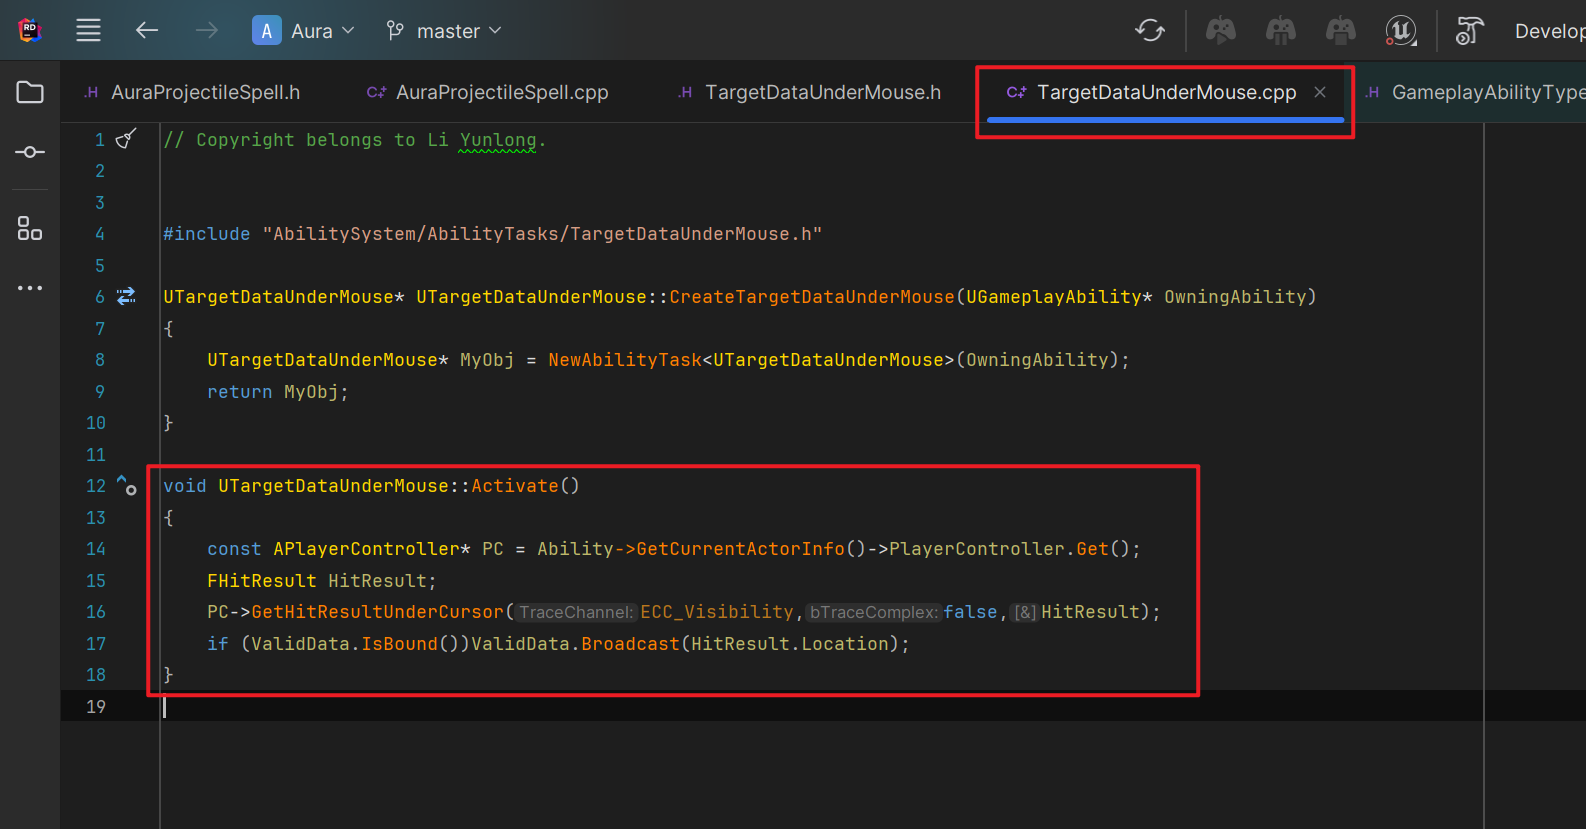 RD
A Aura master Develop
.H AuraProjectileSpell.h C++ AuraProjectileSpell.cpp .H TargetDataUnderMouse.h C++ TargetDataUnderMouse.cpp .H GameplayAbilityType
1 // Copyright belongs to Li Yunlong.
2
3
4 #include "AbilitySystem/AbilityTasks/TargetDataUnderMouse.h"
5
6 UTargetDataUnderMouse* UTargetDataUnderMouse::CreateTargetDataUnderMouse(UGameplayAbility* OwningAbility)
7 {
8 UTargetDataUnderMouse* MyObj = NewAbilityTask<UTargetDataUnderMouse>(OwningAbility);
9 return MyObj;
10 }
11
12 void UTargetDataUnderMouse::Activate()
13 {
14 const APlayerController* PC = Ability->GetCurrentActorInfo()->PlayerController.Get();
15 FHitResult HitResult;
16 PC->GetHitResultUnderCursor(TraceChannel:ECC_Visibility,bTraceComplex:false,[&]HitResult);
17 if (ValidData.IsBound())ValidData.Broadcast(HitResult.Location);
18 }
19